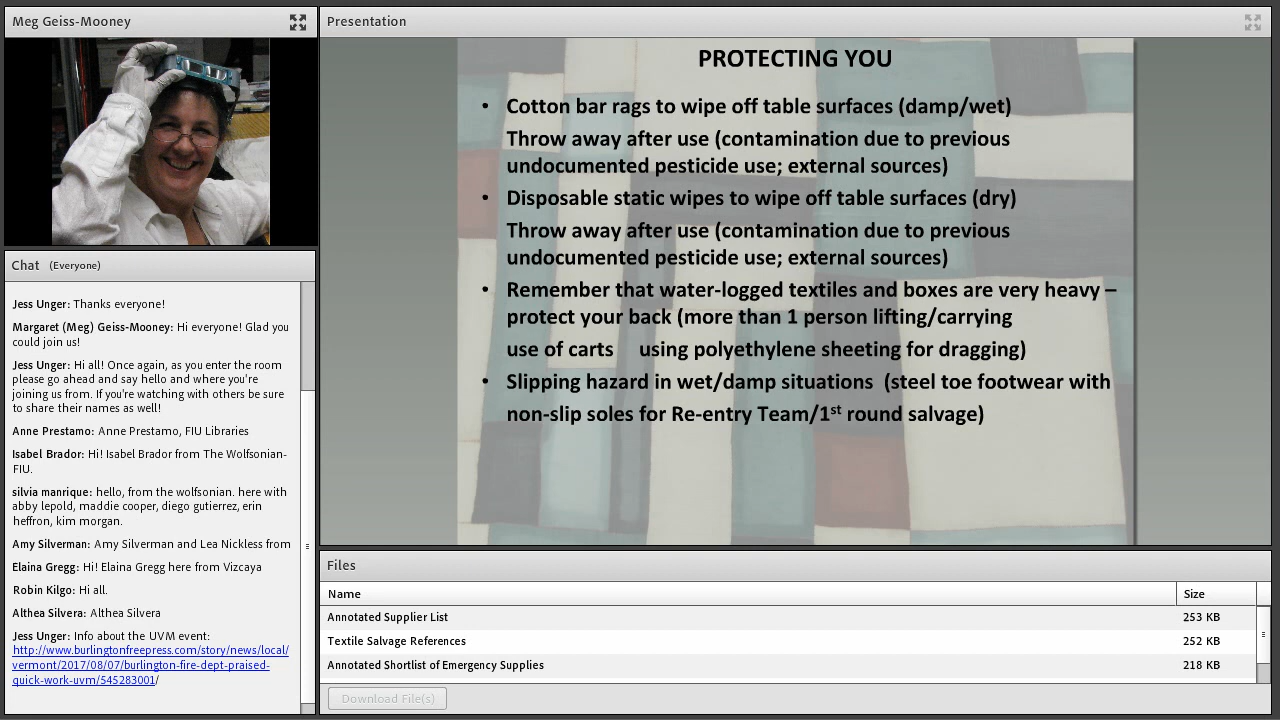 Meg Geiss-Mooney
Presentation
PROTECTING YOU
• Cotton bar rags to wipe off table surfaces (damp/wet)
Throw away after use (contamination due to previous
undocumented pesticide use; external sources)
• Disposable static wipes to wipe off table surfaces (dry)
Throw away after use (contamination due to previous
undocumented pesticide use; external sources)
• Remember that water-logged textiles and boxes are very heavy –
protect your back (more than 1 person lifting/carrying
use of carts using polyethylene sheeting for dragging)
• Slipping hazard in wet/damp situations (steel toe footwear with
non-slip soles for Re-entry Team/1st round salvage)
Chat (Everyone)
Jess Unger: Thanks everyone!
Margaret (Meg) Geiss-Mooney: Hi everyone! Glad you
could join us!
Jess Unger: Hi all! Once again, as you enter the room
please go ahead and say hello and where you're
joining us from. If you're watching with others be sure
to share their names as well!
Anne Prestamo: Anne Prestamo, FIU Libraries
Isabel Brador: Hi! Isabel Brador from The Wolfsonian-
FIU.
silvia manrique: hello, from the wolfsonian. here with
abby lepold, maddie cooper, diego gutierrez, erin
heffron, kim morgan.
Amy Silverman: Amy Silverman and Lea Nickless from
Elaina Gregg: Hi! Elaina Gregg here from Vizcaya
Robin Kilgo: Hi all.
Althea Silvera: Althea Silvera
Jess Unger: Info about the UVM event:
http://www.burlingtonfreepress.com/story/news/local/
vermont/2017/08/07/burlington-fire-dept-praised-
quick-work-uvm/545283001/
Files
Name Size
Annotated Supplier List 253 KB
Textile Salvage References 252 KB
Annotated Shortlist of Emergency Supplies 218 KB
Download File(s)